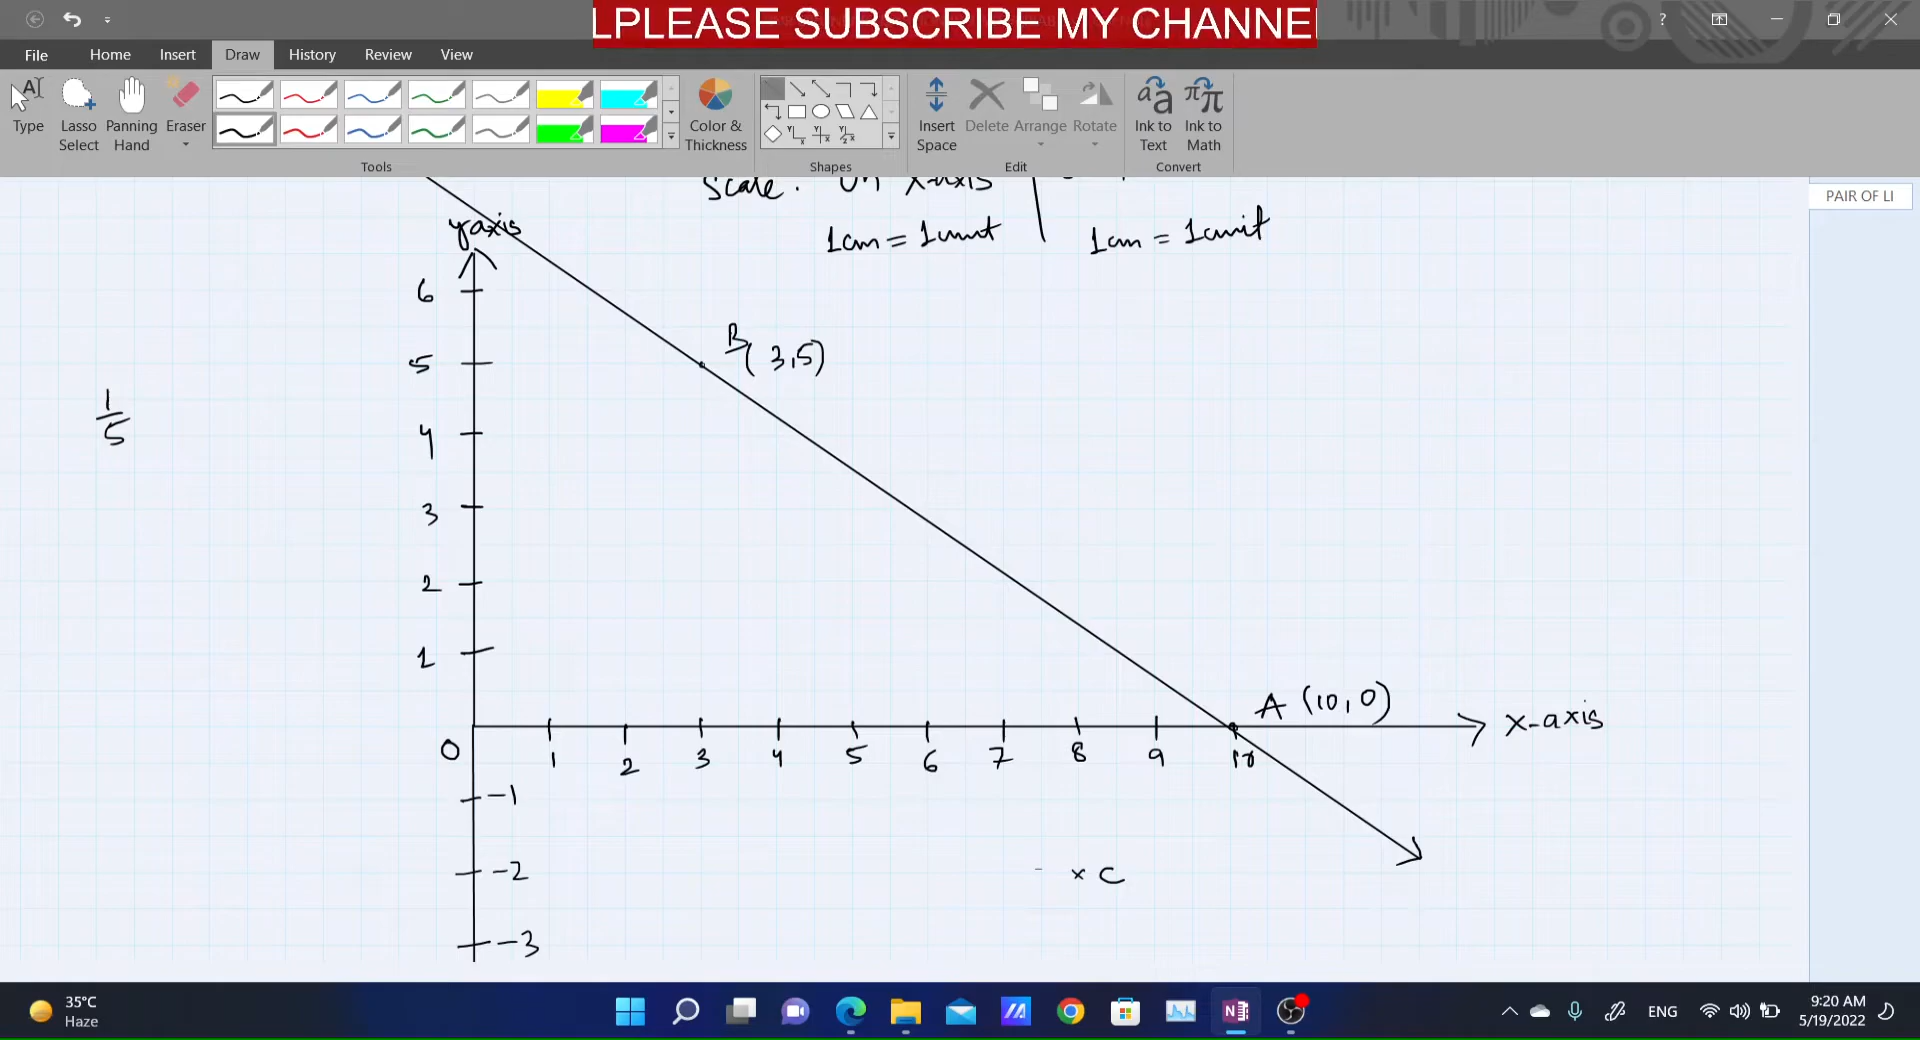 LPLEASE SUBSCRIBE MY CHANNE
?
File Home Insert Draw History Review View
Type
Lasso Select
Panning Hand
Eraser
Color & Thickness
Insert Space
Delete
Arrange
Rotate
Ink to Text
Ink to Math
Tools
Shapes
Edit
Convert
PAIR OF LI
Scale: On x-axis
1cm = 1unit
1cm = 1unit
y axis
6
B(3,5)
5
1/5
4
3
2
1
A (10,0)
x-axis
0 1 2 3 4 5 6 7 8 9 10
-1
-2
× C
-3
35°C
Haze
ENG
9:20 AM
5/19/2022